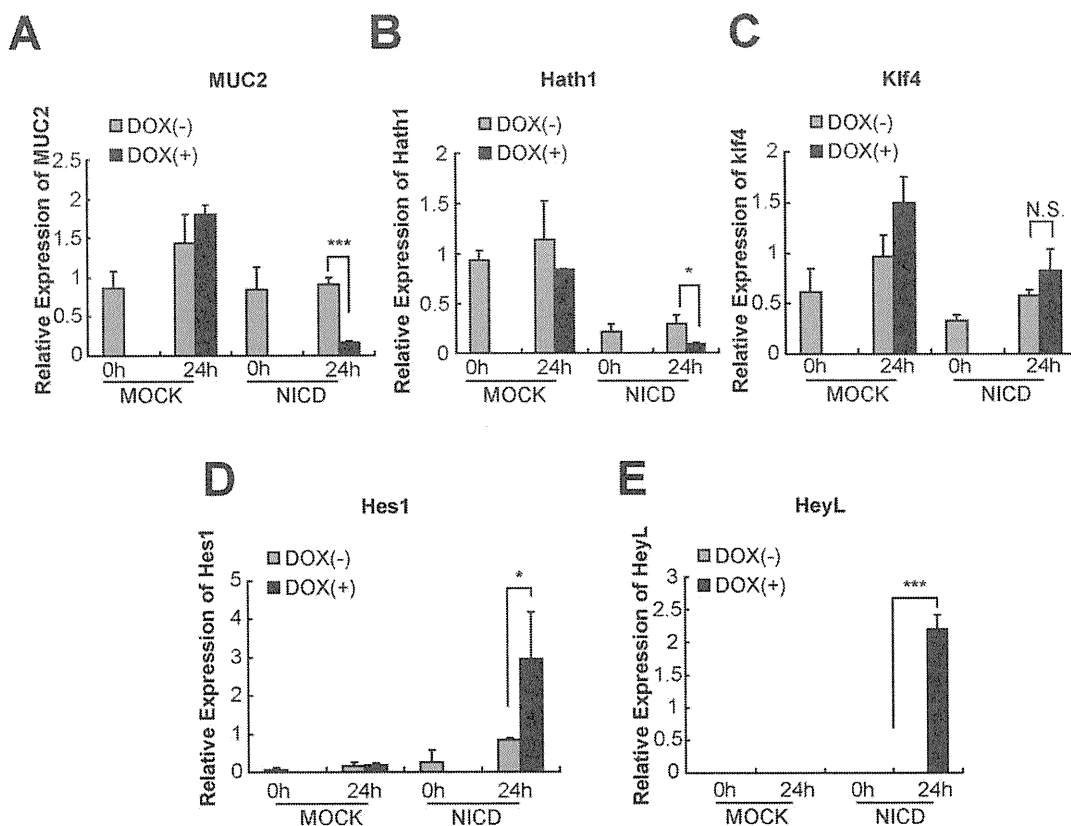 A
MUC2
DOX(-)
DOX(+)
Relative Expression of MUC2
2.5
2
1.5
1
0.5
0
***
0h
24h
0h
24h
MOCK
NICD
B
Hath1
DOX(-)
DOX(+)
Relative Expression of Hath1
2
1.5
1
0.5
0
*
0h
24h
0h
24h
MOCK
NICD
C
Klf4
DOX(-)
DOX(+)
Relative Expression of klf4
2
1.5
1
0.5
0
N.S.
0h
24h
0h
24h
MOCK
NICD
D
Hes1
DOX(-)
DOX(+)
Relative Expression of Hes1
5
4
3
2
1
0
*
0h
24h
0h
24h
MOCK
NICD
E
HeyL
DOX(-)
DOX(+)
Relative Expression of HeyL
3
2.5
2
1.5
1
0.5
0
***
0h
24h
0h
24h
MOCK
NICD